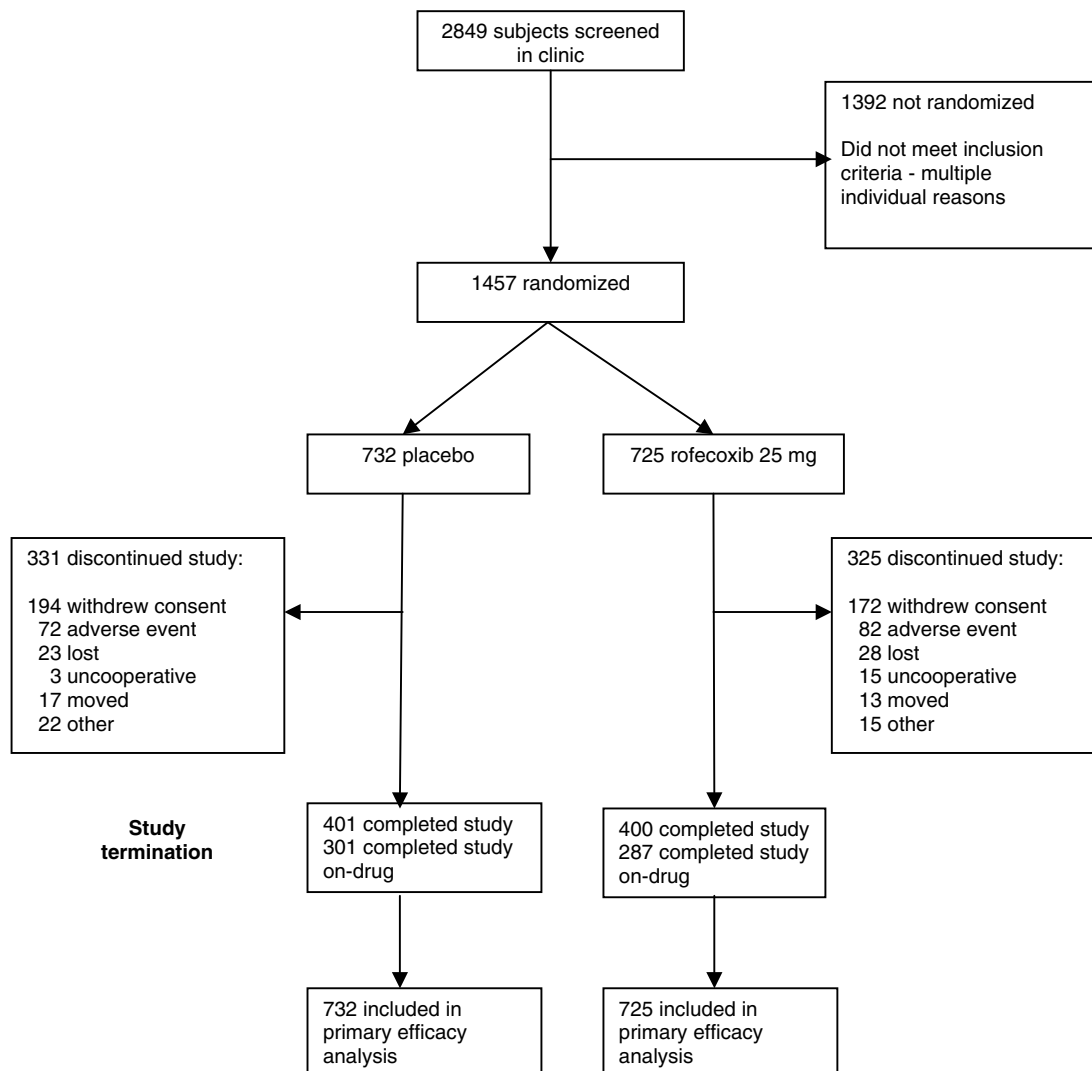 2849 subjects screened
in clinic
1392 not randomized
Did not meet inclusion
criteria - multiple
individual reasons
1457 randomized
732 placebo
725 rofecoxib 25 mg
331 discontinued study:
194 withdrew consent
72 adverse event
23 lost
3 uncooperative
17 moved
22 other
325 discontinued study:
172 withdrew consent
82 adverse event
28 lost
15 uncooperative
13 moved
15 other
Study
termination
401 completed study
301 completed study
on-drug
400 completed study
287 completed study
on-drug
732 included in
primary efficacy
analysis
725 included in
primary efficacy
analysis